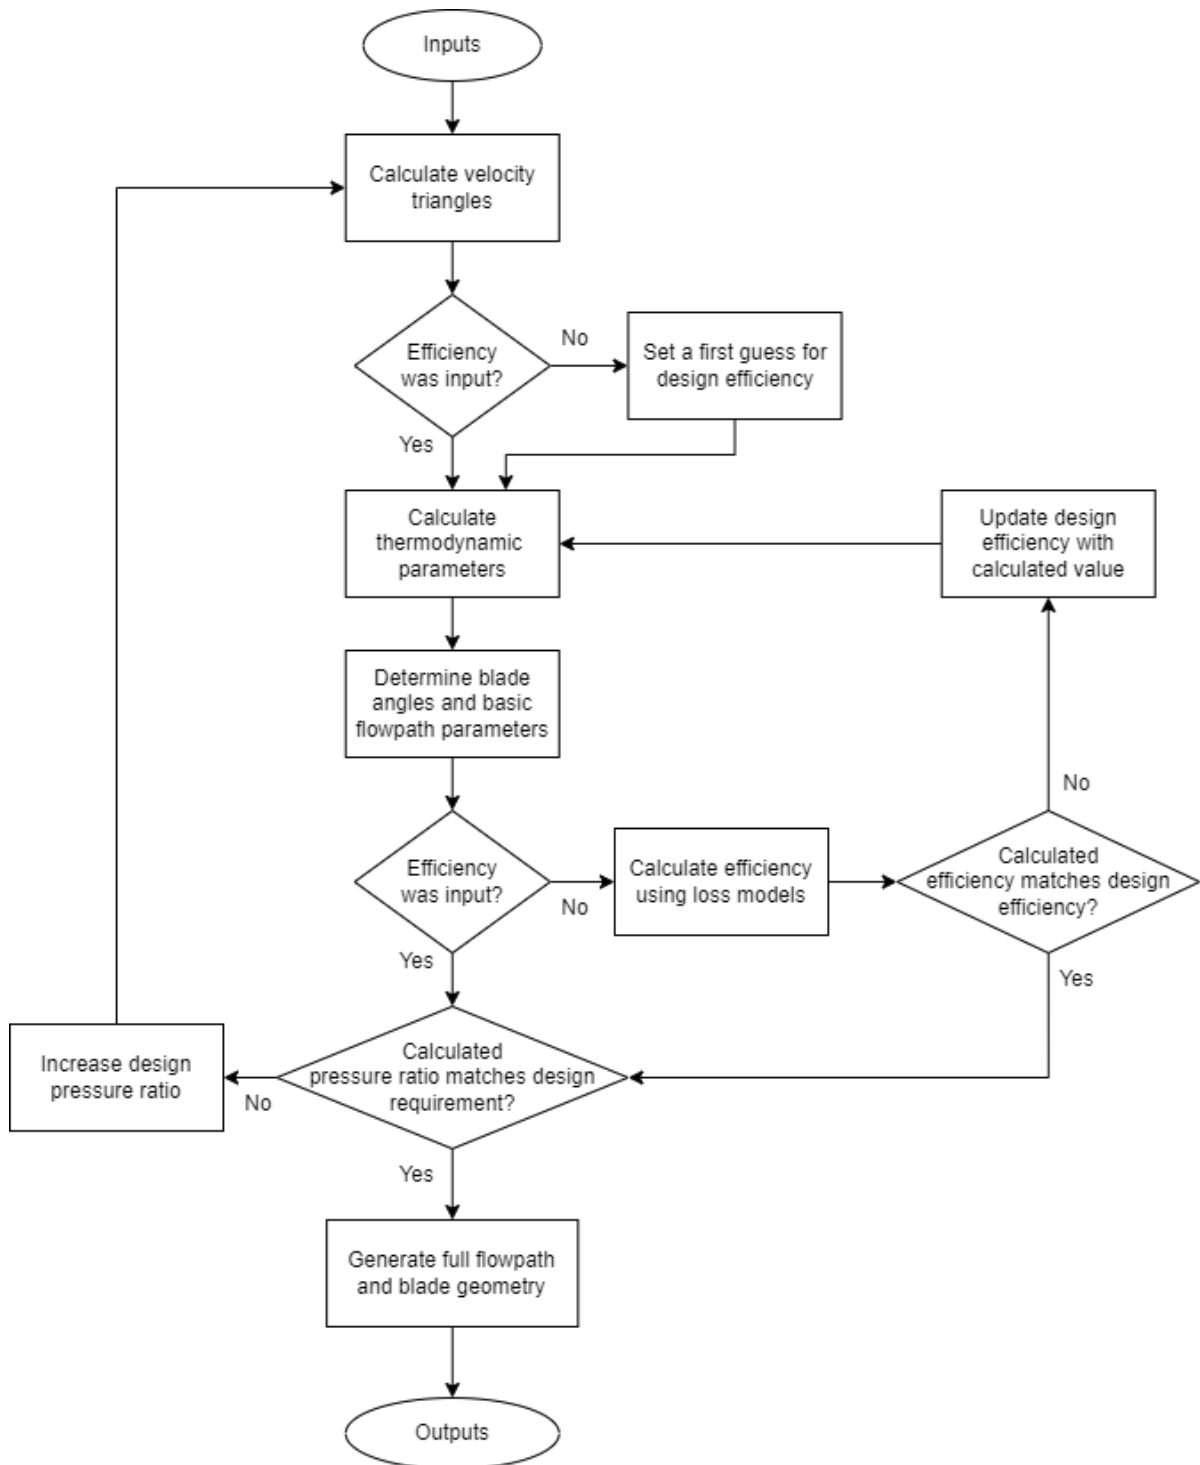 Inputs
Calculate velocity
triangles
Efficiency
was input?
No
Set a first guess for
design efficiency
Yes
Calculate
thermodynamic
parameters
Update design
efficiency with
calculated value
Determine blade
angles and basic
flowpath parameters
No
Efficiency
was input?
No
Calculate efficiency
using loss models
Calculated
efficiency matches design
efficiency?
Yes
Yes
Calculated
pressure ratio matches design
requirement?
No
Increase design
pressure ratio
Yes
Generate full flowpath
and blade geometry
Outputs